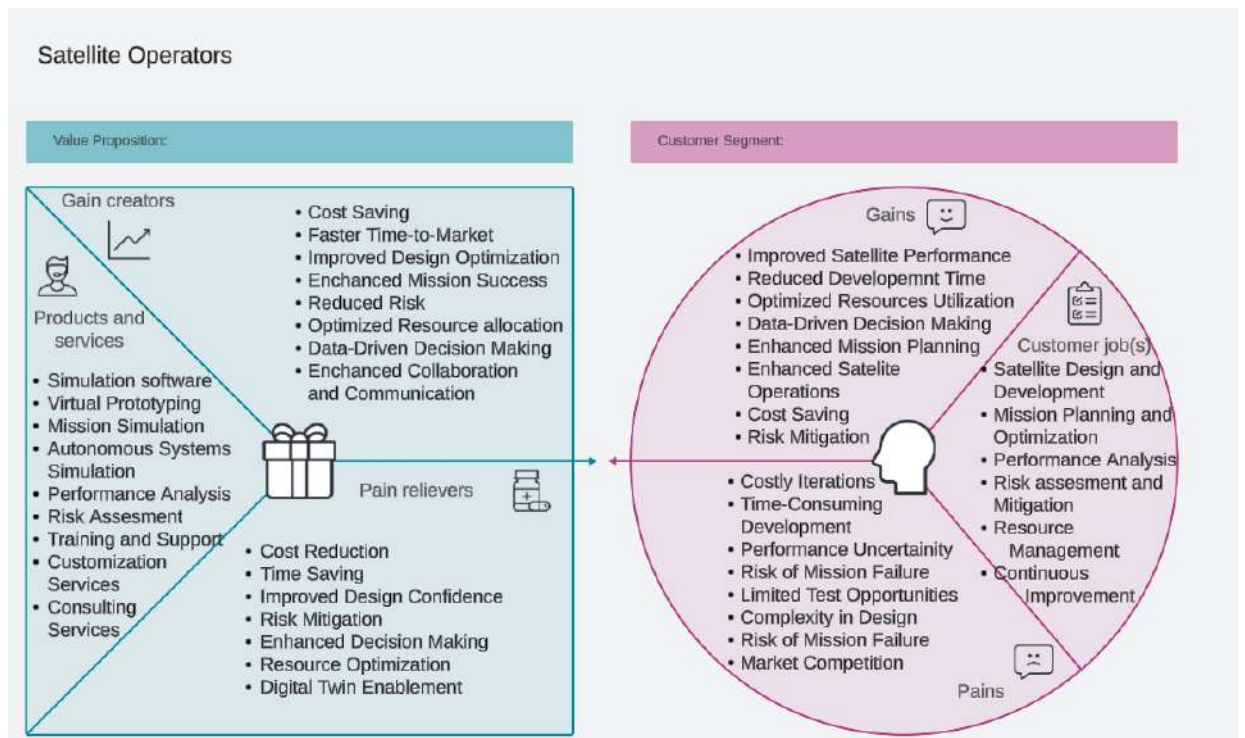 Satellite Operators
Value Proposition:
Customer Segment:
Gain creators
• Cost Saving
• Faster Time-to-Market
• Improved Design Optimization
• Enchanced Mission Success
• Reduced Risk
• Optimized Resource allocation
• Data-Driven Decision Making
• Enchanced Collaboration
and Communication
Products and
services
• Simulation software
• Virtual Prototyping
• Mission Simulation
• Autonomous Systems
Simulation
• Performance Analysis
• Risk Assesment
• Training and Support
• Customization
Services
• Consulting
Services
Pain relievers
• Cost Reduction
• Time Saving
• Improved Design Confidence
• Risk Mitigation
• Enhanced Decision Making
• Resource Optimization
• Digital Twin Enablement
Gains
• Improved Satellite Performance
• Reduced Developemnt Time
• Optimized Resources Utilization
• Data-Driven Decision Making
• Enhanced Mission Planning
• Enhanced Satelite
Operations
• Cost Saving
• Risk Mitigation
Customer job(s)
• Satellite Design and
Development
• Mission Planning and
Optimization
• Performance Analysis
• Risk assesment and
Mitigation
• Resource
Management
• Continuous
Improvement
• Costly Iterations
• Time-Consuming
Development
• Performance Uncertainity
• Risk of Mission Failure
• Limited Test Opportunities
• Complexity in Design
• Risk of Mission Failure
• Market Competition
Pains